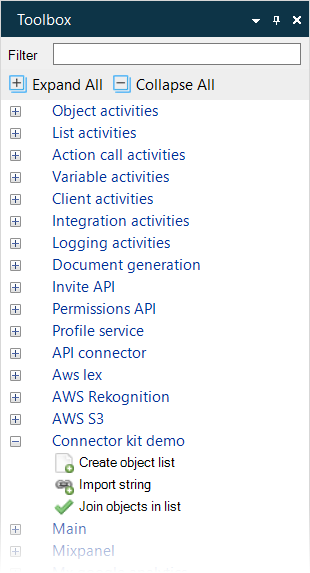 Toolbox
Filter
Expand All Collapse All
Object activities
List activities
Action call activities
Variable activities
Client activities
Integration activities
Logging activities
Document generation
Invite API
Permissions API
Profile service
API connector
Aws lex
AWS Rekognition
AWS S3
Connector kit demo
Create object list
Import string
Join objects in list
Main
Mixpanel